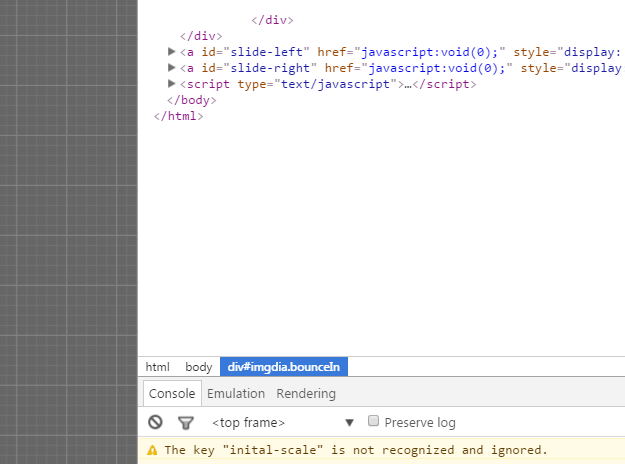 </div>
</div>
<a id="slide-left" href="javascript:void(0);" style="display:
<a id="slide-right" href="javascript:void(0);" style="display:
<script type="text/javascript">…</script>
</body>
</html>
html body div#imgdia.bounceIn
Console Emulation Rendering
<top frame> Preserve log
The key "inital-scale" is not recognized and ignored.